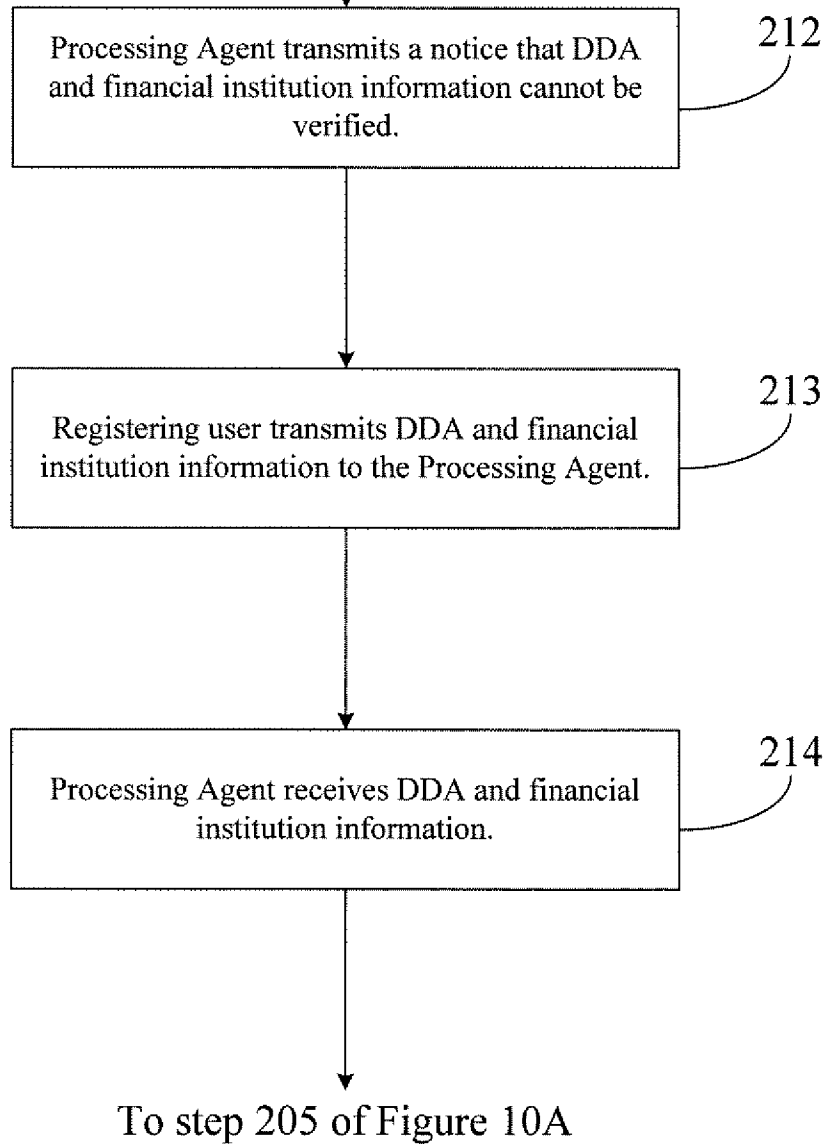 212
Processing Agent transmits a notice that DDA
and financial institution information cannot be
verified.
213
Registering user transmits DDA and financial
institution information to the Processing Agent.
214
Processing Agent receives DDA and financial
institution information.
To step 205 of Figure 10A